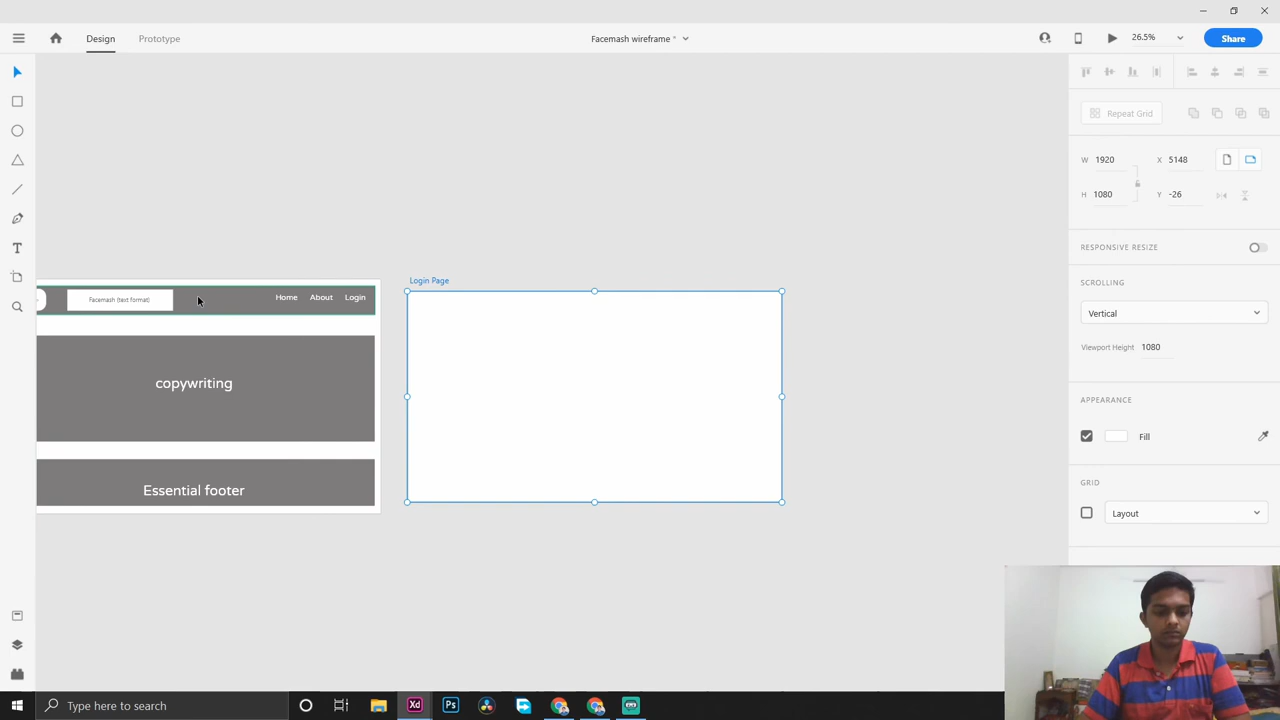 Design
Prototype
Facemash wireframe *
26.5%
Share
Repeat Grid
W 1920
X 5148
H 1080
Y -26
RESPONSIVE RESIZE
SCROLLING
Vertical
Viewport Height 1080
APPEARANCE
Fill
GRID
Layout
Login Page
Facemash (text format)
Home
About
Login
copywriting
Essential footer
Type here to search
Xd
Ps